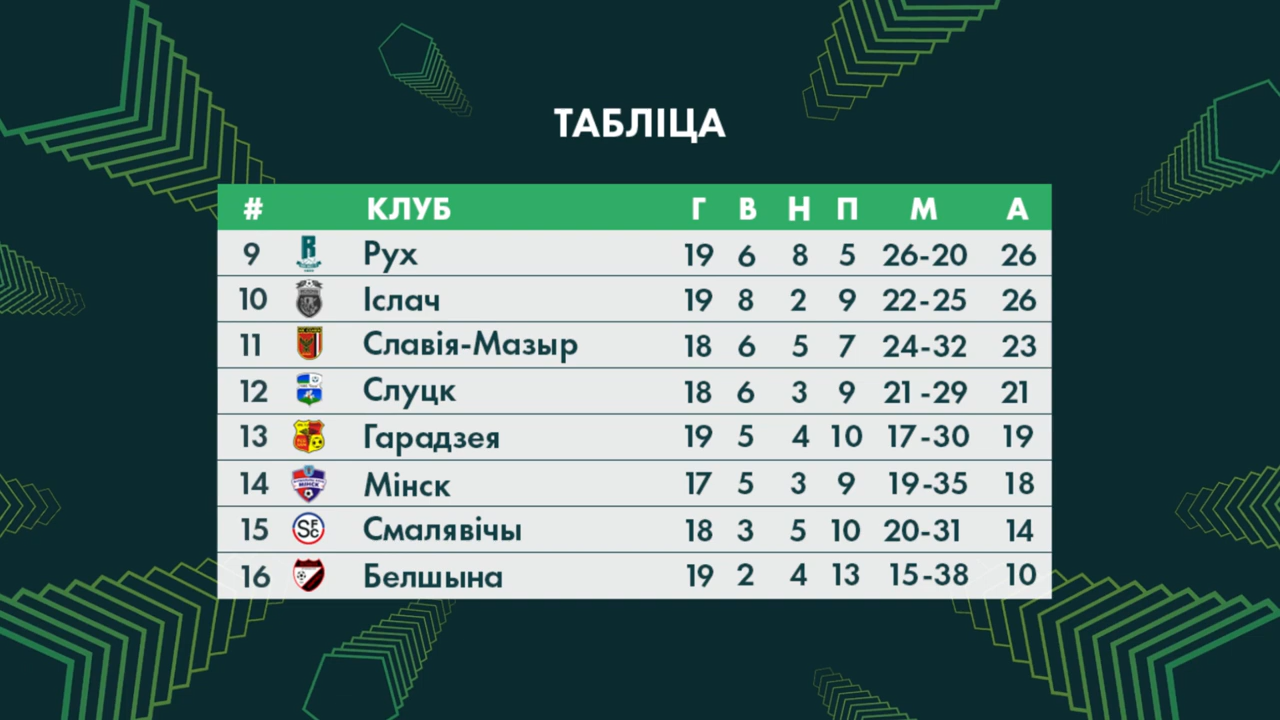 ТАБЛІЦА
# КЛУБ Г В Н П М А
9 Рух 19 6 8 5 26-20 26
10 Іслач 19 8 2 9 22-25 26
11 Славія-Мазыр 18 6 5 7 24-32 23
12 Слуцк 18 6 3 9 21-29 21
13 Гарадзея 19 5 4 10 17-30 19
14 Мінск 17 5 3 9 19-35 18
15 Смалявічы 18 3 5 10 20-31 14
16 Белшына 19 2 4 13 15-38 10